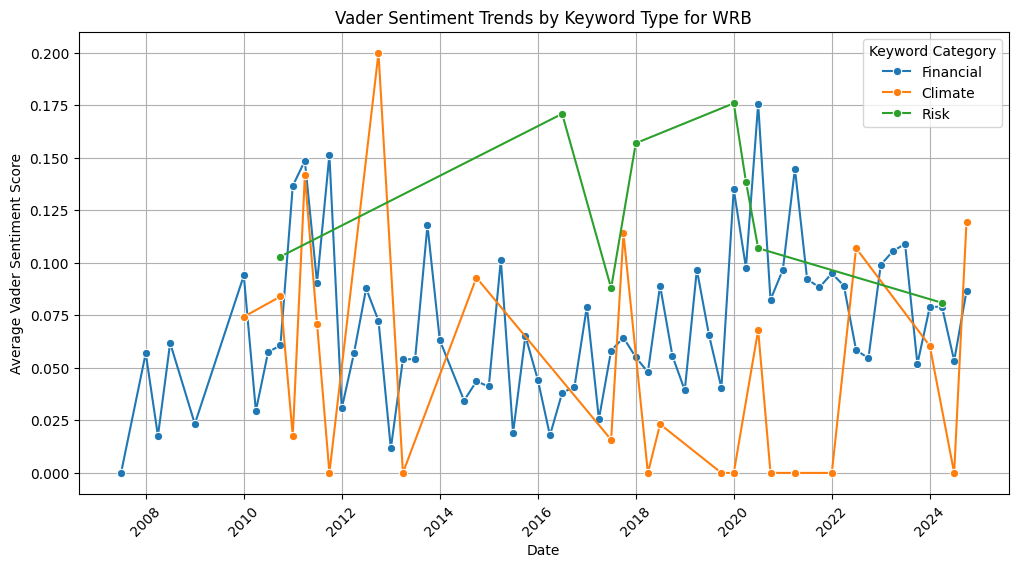 Vader Sentiment Trends by Keyword Type for WRB
Keyword Category
Financial
Climate
Risk
Average Vader Sentiment Score
0.200
0.175
0.150
0.125
0.100
0.075
0.050
0.025
0.000
2008
2010
2012
2014
2016
2018
2020
2022
2024
Date